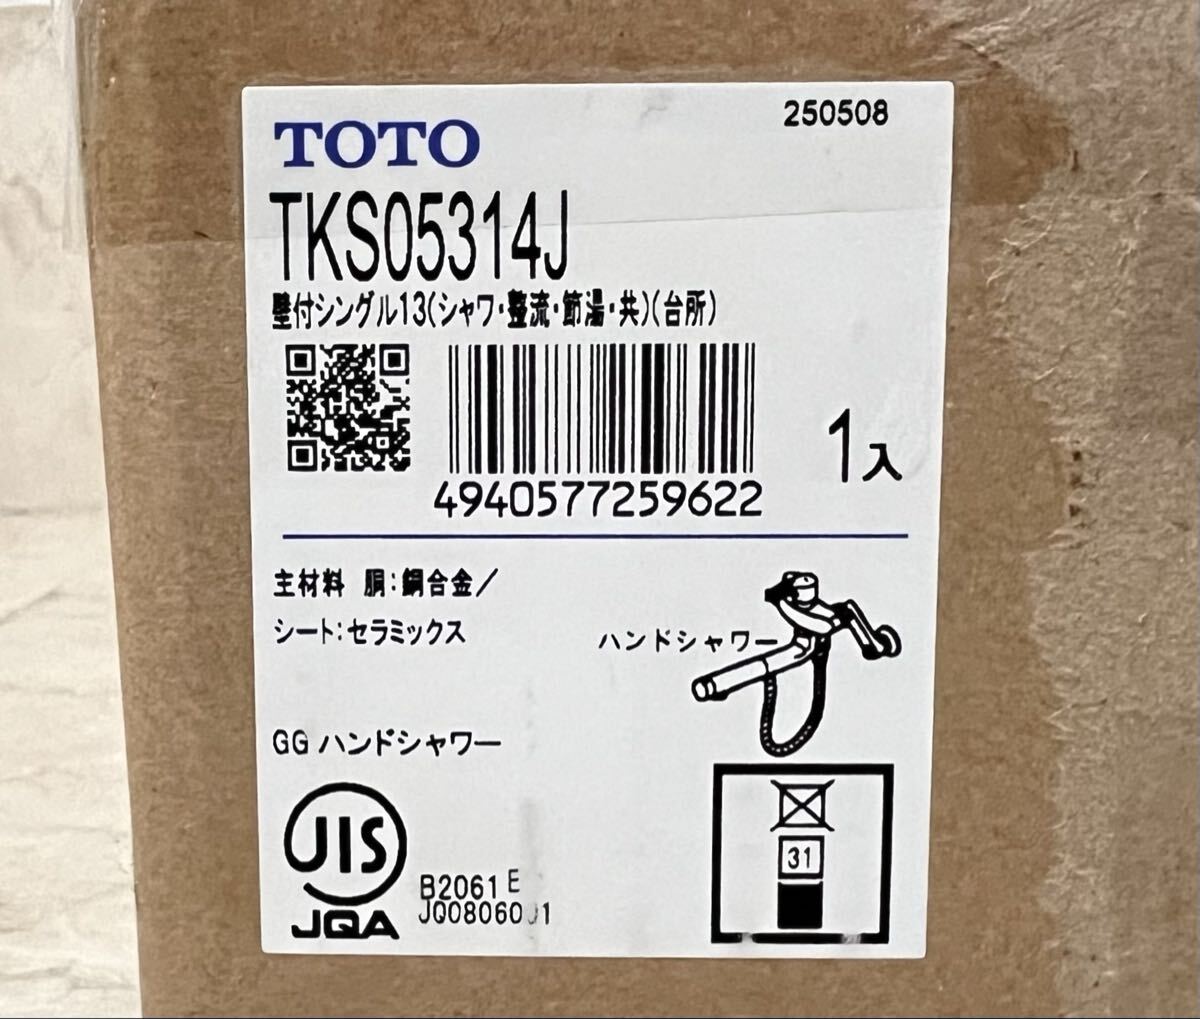 250508
TOTO
TKS05314J
壁付シングル13(シャワ・整流・節湯・共)(台所)
1入
4940577259622
主材料 胴:銅合金/
シート:セラミックス
ハンドシャワー
GG ハンドシャワー
31
JIS
JQA
B2061 E
JQ0806001